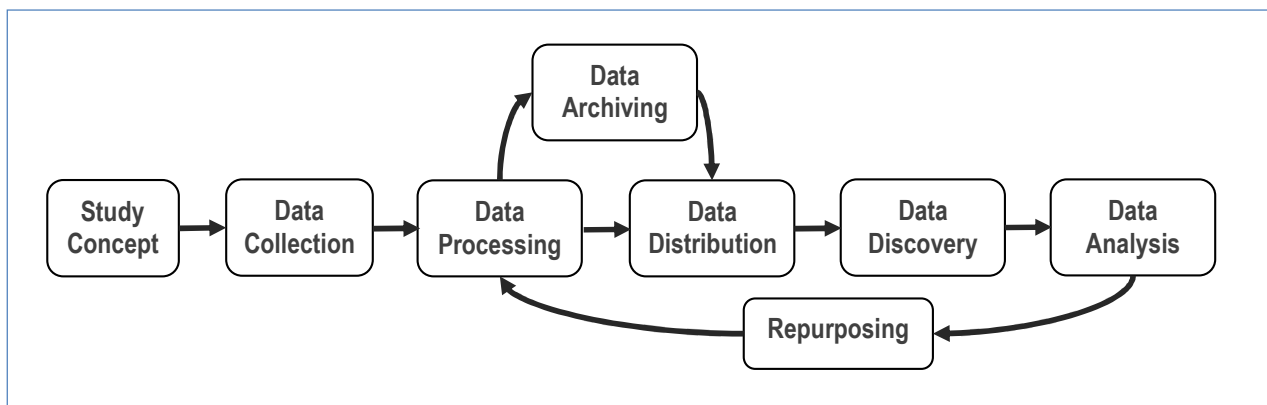 Data
Archiving
Study
Concept
Data
Collection
Data
Processing
Data
Distribution
Data
Discovery
Data
Analysis
Repurposing